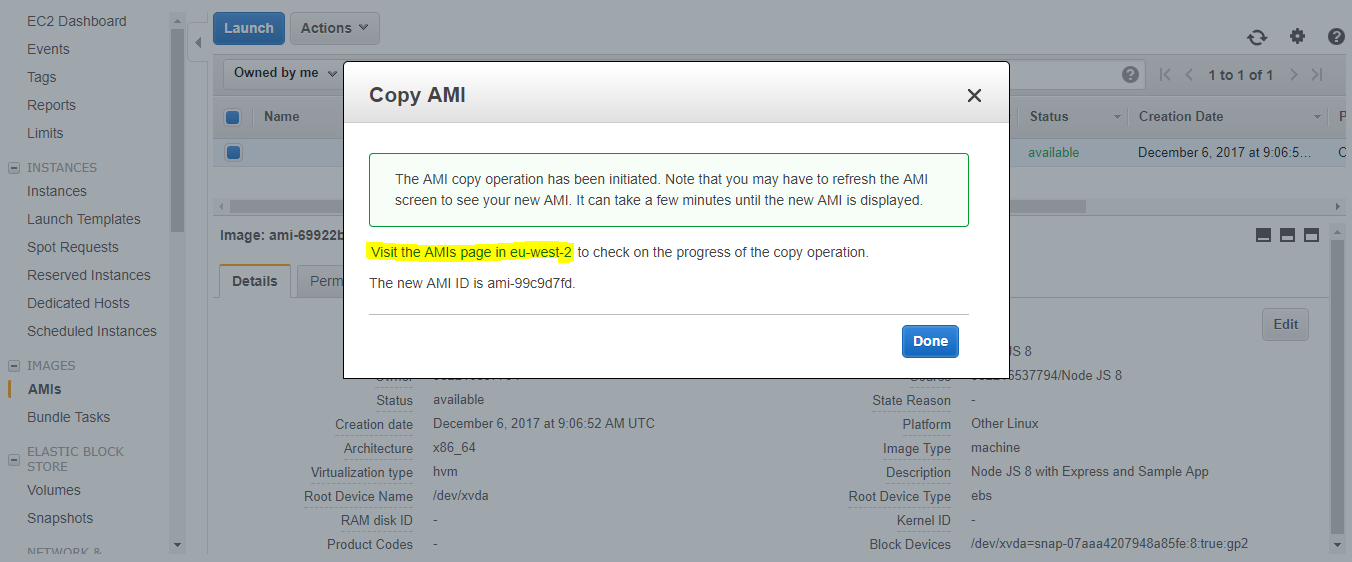 EC2 Dashboard
Events
Tags
Reports
Limits
INSTANCES
Instances
Launch Templates
Spot Requests
Reserved Instances
Dedicated Hosts
Scheduled Instances
IMAGES
AMIs
Bundle Tasks
ELASTIC BLOCK
STORE
Volumes
Snapshots
NETWORK &
Launch Actions
Owned by me
1 to 1 of 1
Name Status Creation Date
available December 6, 2017 at 9:06:5...
Copy AMI
The AMI copy operation has been initiated. Note that you may have to refresh the AMI
screen to see your new AMI. It can take a few minutes until the new AMI is displayed.
Visit the AMIs page in eu-west-2 to check on the progress of the copy operation.
The new AMI ID is ami-99c9d7fd.
Done
Image: ami-69922b
Details Perm
Edit
JS 8
Owner Source 6537794/Node JS 8
Status available State Reason -
Creation date December 6, 2017 at 9:06:52 AM UTC Platform Other Linux
Architecture x86_64 Image Type machine
Virtualization type hvm Description Node JS 8 with Express and Sample App
Root Device Name /dev/xvda Root Device Type ebs
RAM disk ID - Kernel ID -
Product Codes - Block Devices /dev/xvda=snap-07aaa4207948a85fe:8:true:gp2